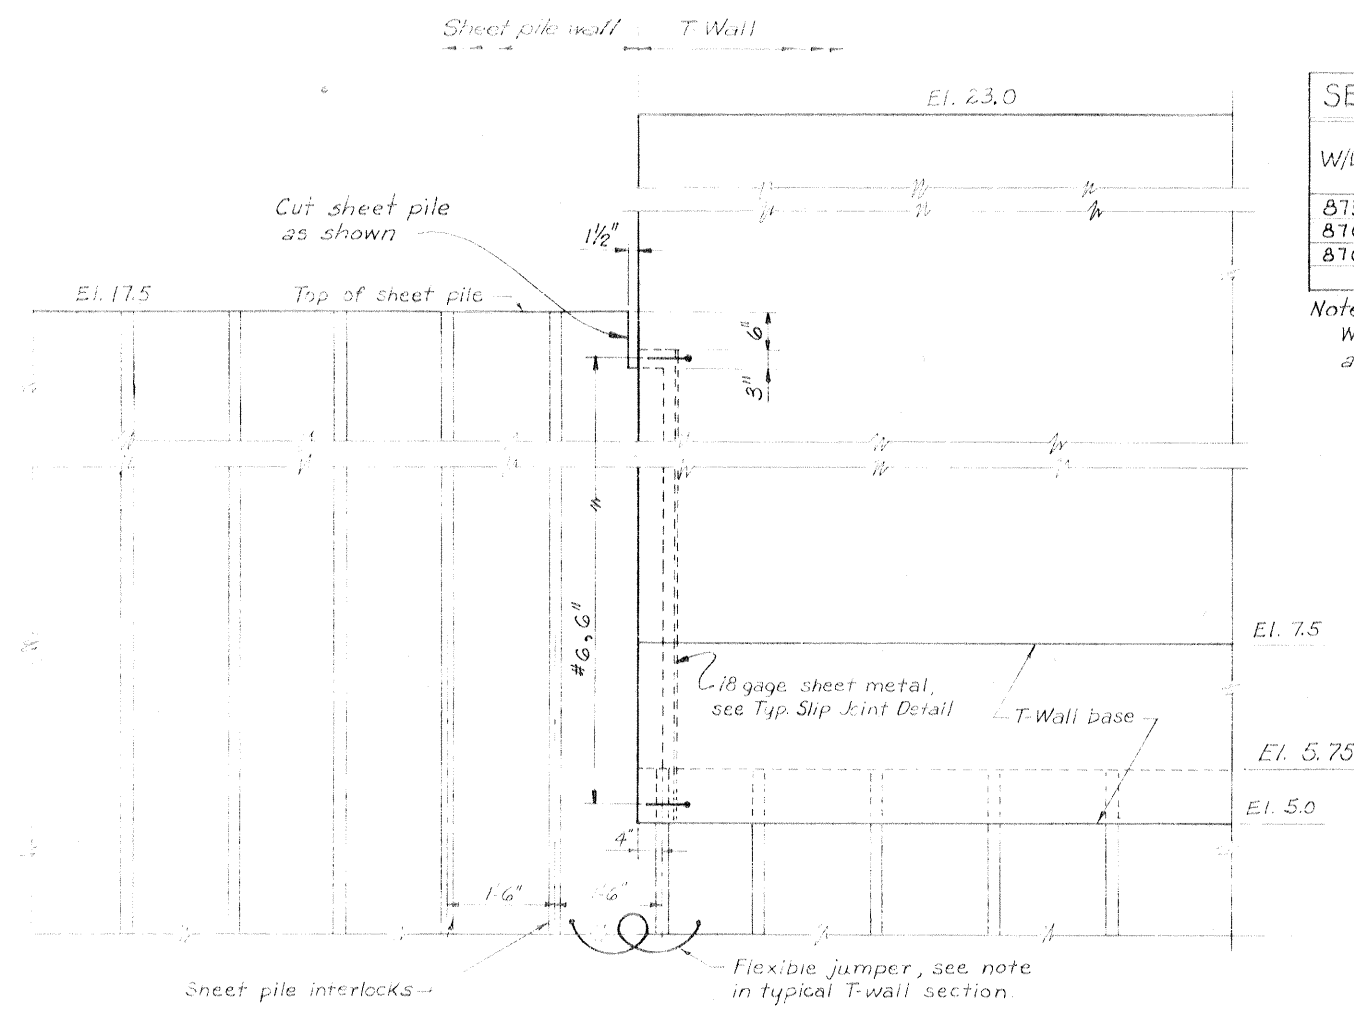 Sheet pile wall
T-Wall
El. 23.0
SE
W/L
87
870
870
Note
W
a
Cut sheet pile
as shown
1½"
El. 17.5
Top of sheet pile
6"
3"
#6, 6"
El. 7.5
18 gage sheet metal,
see Typ. Slip Joint Detail
T-Wall base
El. 5.75
El. 5.0
4"
1'-6"
1'-6"
Flexible jumper, see note
in typical T-wall section.
Sheet pile interlocks